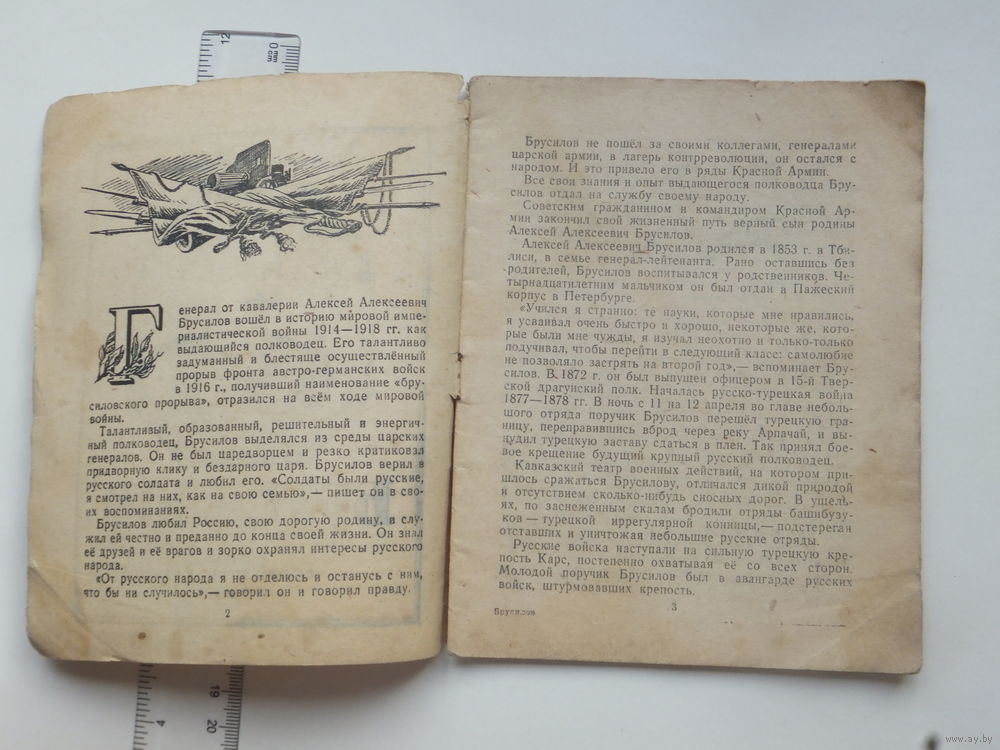 Генерал от кавалерии Алексей Алексеевич
Брусилов вошёл в историю мировой импе-
риалистической войны 1914—1918 гг. как
выдающийся полководец. Его талантливо
задуманный и блестяще осуществлённый
прорыв фронта австро-германских войск
в 1916 г., получивший наименование «бру-
силовского прорыва», отразился на всём ходе мировой
войны.
Талантливый, образованный, решительный и энергич-
ный полководец, Брусилов выделялся из среды царских
генералов. Он не был царедворцем и резко критиковал
придворную клику и бездарного царя. Брусилов верил в
русского солдата и любил его. «Солдаты были русские,
я смотрел на них, как на свою семью»,— пишет он в сво-
их воспоминаниях.
Брусилов любил Россию, свою дорогую родину, и слу-
жил ей честно и преданно до конца своей жизни. Он знал
её друзей и её врагов и зорко охранял интересы русского
народа.
«От русского народа я не отделюсь и останусь с ним,
что бы ни случилось»,— говорил он и говорил правду.
2
Брусилов не пошёл за своими коллегами, генералами
царской армии, в лагерь контрреволюции, он остался с
народом. И это привело его в ряды Красной Армии.
Все свои знания и опыт выдающегося полководца Бру-
силов отдал на службу своему народу.
Советским гражданином и командиром Красной Ар-
мии закончил свой жизненный путь верный сын родины
Алексей Алексеевич Брусилов.
Алексей Алексеевич Брусилов родился в 1853 г. в Тби-
лиси, в семье генерал-лейтенанта. Рано оставшись без
родителей, Брусилов воспитывался у родственников. Че-
тырнадцатилетним мальчиком он был отдан в Пажеский
корпус в Петербурге.
«Учился я странно: те науки, которые мне нравились,
я усваивал очень быстро и хорошо, некоторые же, кото-
рые были мне чужды, я изучал неохотно и только-только
подучивал, чтобы перейти в следующий класс: самолюбие
не позволяло застрять на второй год»,— вспоминает Бру-
силов. В 1872 г. он был выпущен офицером в 15-й Твер-
ской драгунский полк. Началась русско-турецкая война
1877—1878 гг. В ночь с 11 на 12 апреля во главе неболь-
шого отряда поручик Брусилов перешёл турецкую гра-
ницу, переправившись вброд через реку Арпачай, и вы-
нудил турецкую заставу сдаться в плен. Так принял бое-
вое крещение будущий крупный русский полководец.
Кавказский театр военных действий, на котором при-
шлось сражаться Брусилову, отличался дикой природой
и отсутствием сколько-нибудь сносных дорог. В ущель-
ях, по заснеженным скалам бродили отряды башибузу-
ков — турецкой иррегулярной конницы,— подстерегая
отставших и уничтожая небольшие русские отряды.
Русские войска наступали на сильную турецкую кре-
пость Карс, постепенно охватывая её со всех сторон.
Молодой поручик Брусилов был в авангарде русских
войск, штурмовавших крепость.
Брусилов
3
12
0 mm
cm
4
19
20
www.ay.by